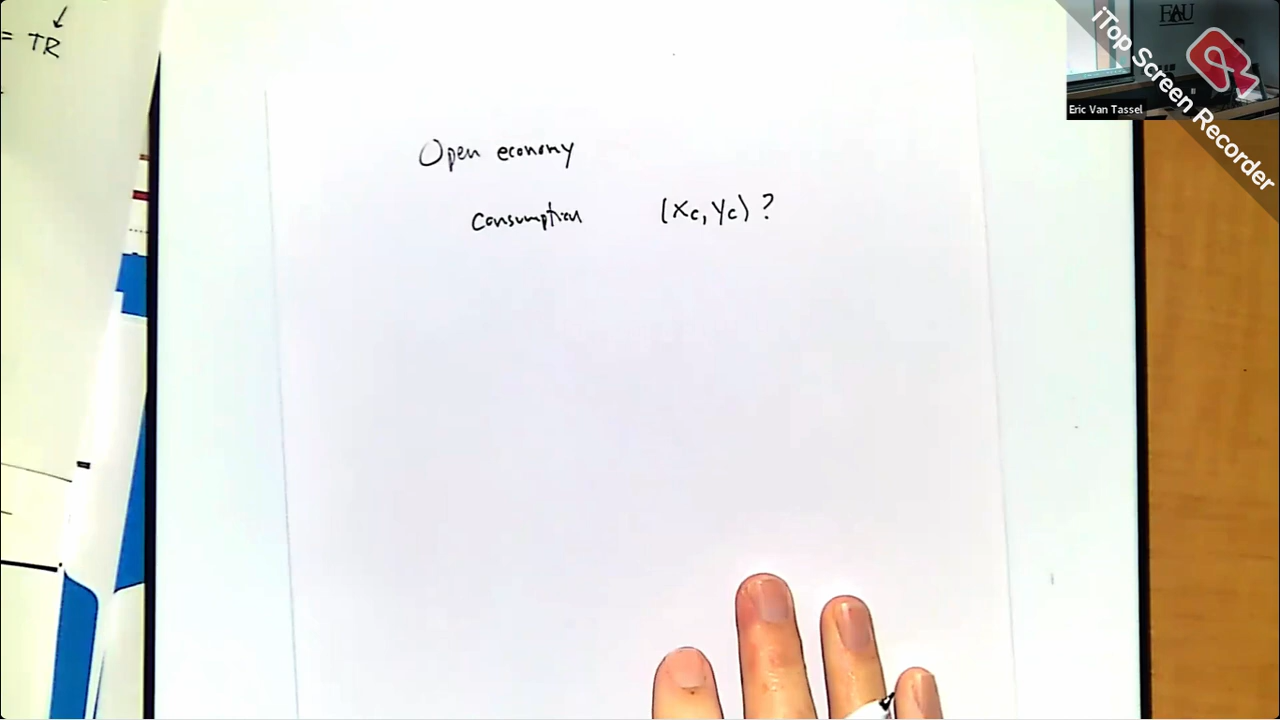 = TR
Open economy
consumption (Xc, Yc) ?
FAU
Eric Van Tassel
iTop Screen Recorder